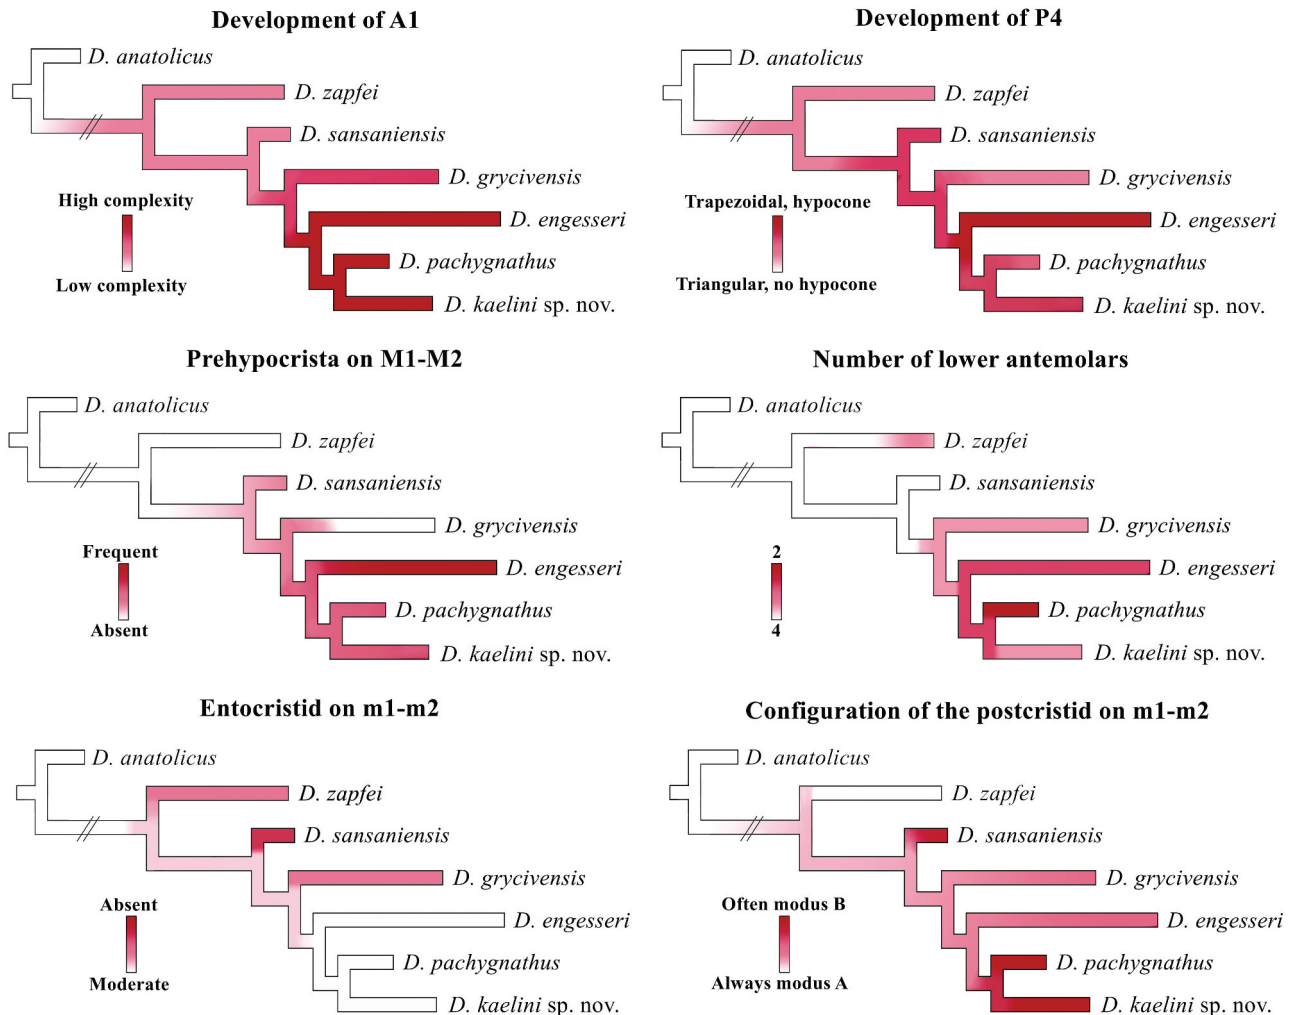 Development of A1
D. anatolicus
D. zapfei
D. sansaniensis
D. grycivensis
High complexity
D. engesseri
D. pachygnathus
Low complexity
D. kaelini sp. nov.
Development of P4
D. anatolicus
D. zapfei
D. sansaniensis
D. grycivensis
Trapezoidal, hypocone
D. engesseri
D. pachygnathus
Triangular, no hypocone
D. kaelini sp. nov.
Prehypocrista on M1-M2
D. anatolicus
D. zapfei
D. sansaniensis
D. grycivensis
Frequent
D. engesseri
D. pachygnathus
Absent
D. kaelini sp. nov.
Number of lower antemolars
D. anatolicus
D. zapfei
D. sansaniensis
D. grycivensis
2
D. engesseri
D. pachygnathus
4
D. kaelini sp. nov.
Entocristid on m1-m2
D. anatolicus
D. zapfei
D. sansaniensis
D. grycivensis
Absent
D. engesseri
D. pachygnathus
Moderate
D. kaelini sp. nov.
Configuration of the postcristid on m1-m2
D. anatolicus
D. zapfei
D. sansaniensis
D. grycivensis
Often modus B
D. engesseri
D. pachygnathus
Always modus A
D. kaelini sp. nov.